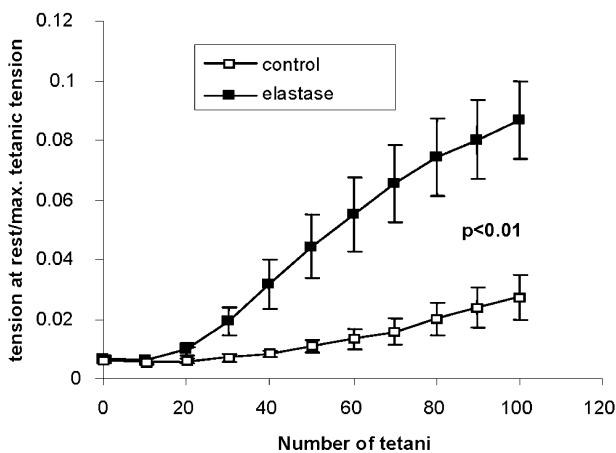 0.12
0.1
0.08
0.06
0.04
0.02
0
tension at rest/max. tetanic tension
control
elastase
p<0.01
0 20 40 60 80 100 120
Number of tetani